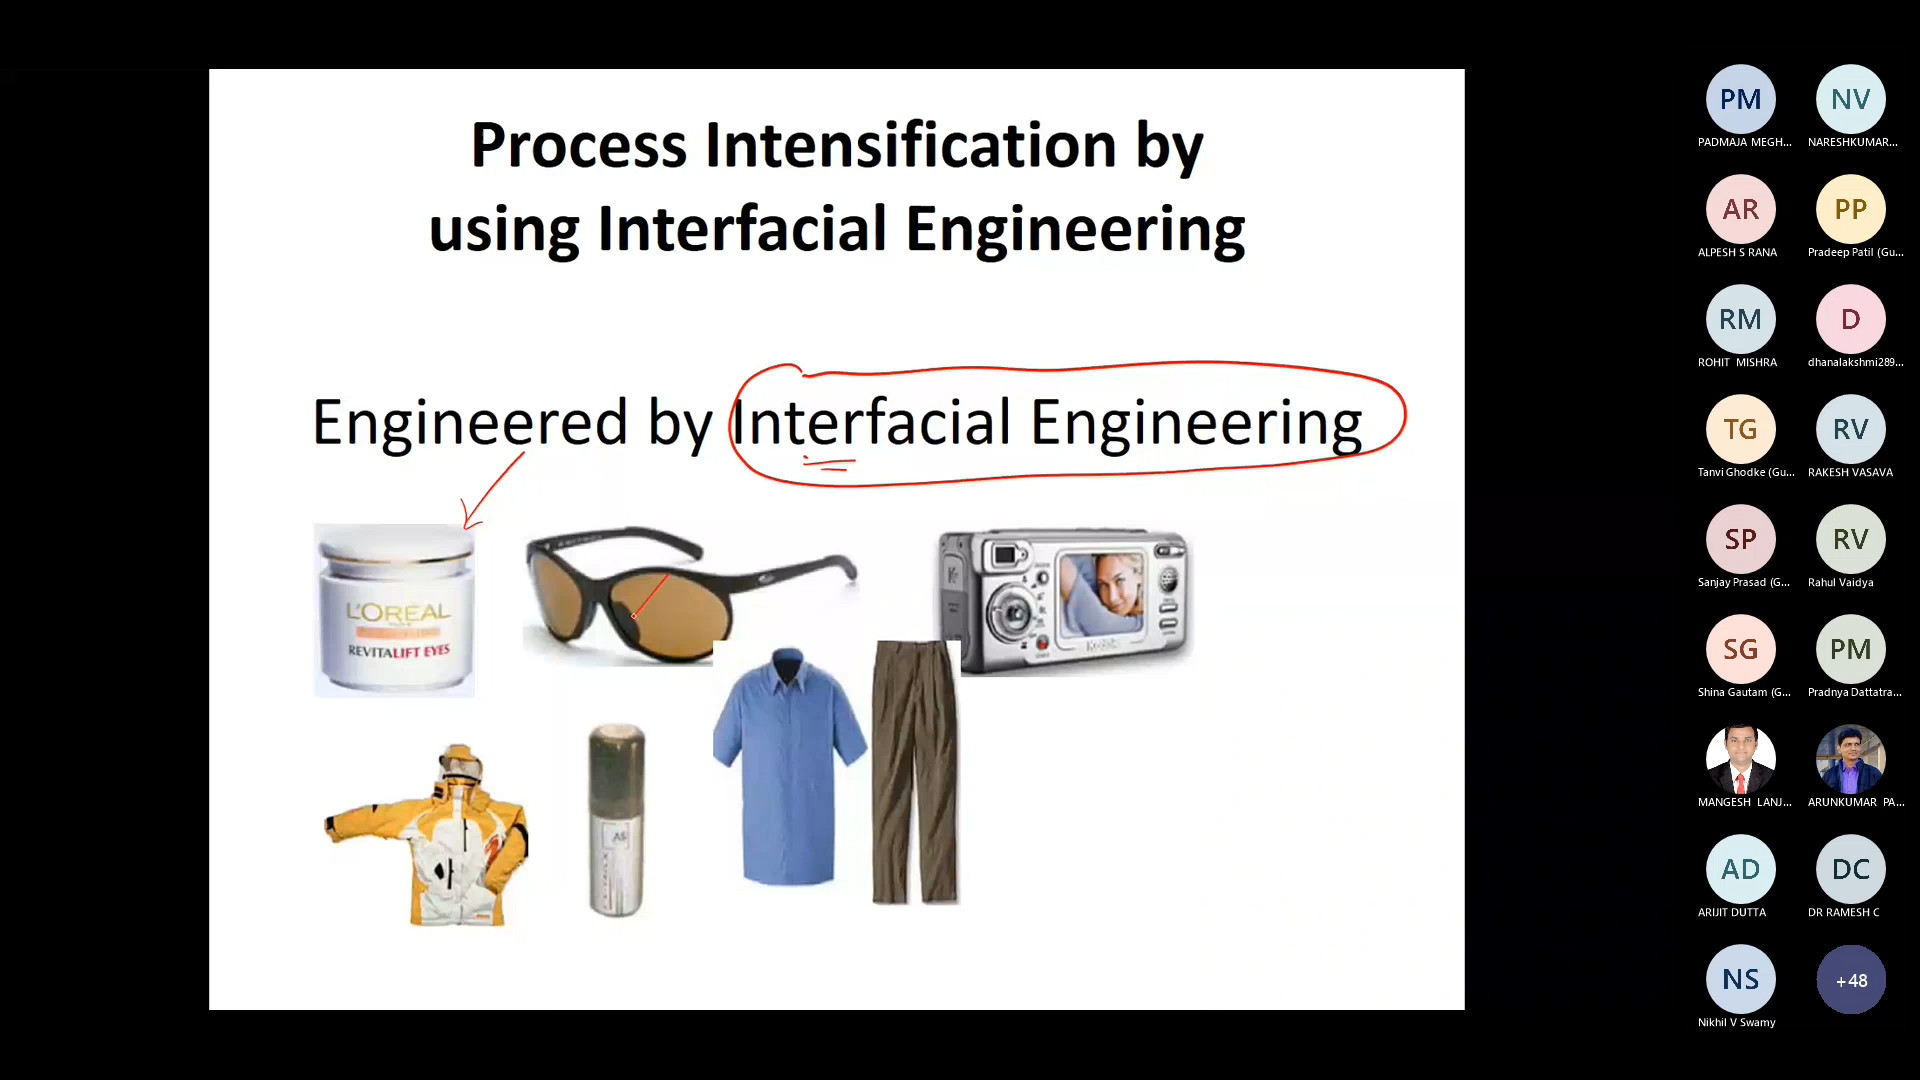 Process Intensification by
using Interfacial Engineering
Engineered by Interfacial Engineering
L'ORÉAL
REVITALIFT EYES
AS
PM
NV
PADMAJA MEGH...
NARESHKUMAR...
AR
PP
ALPESH S RANA
Pradeep Patil (Gu...
RM
D
ROHIT MISHRA
dhanalakshmi289...
TG
RV
Tanvi Ghodke (Gu...
RAKESH VASAVA
SP
RV
Sanjay Prasad (G...
Rahul Vaidya
SG
PM
Shina Gautam (G...
Pradnya Dattatra...
MANGESH LANJ...
ARUNKUMAR PA...
AD
DC
ARIJIT DUTTA
DR RAMESH C
NS
+48
Nikhil V Swamy